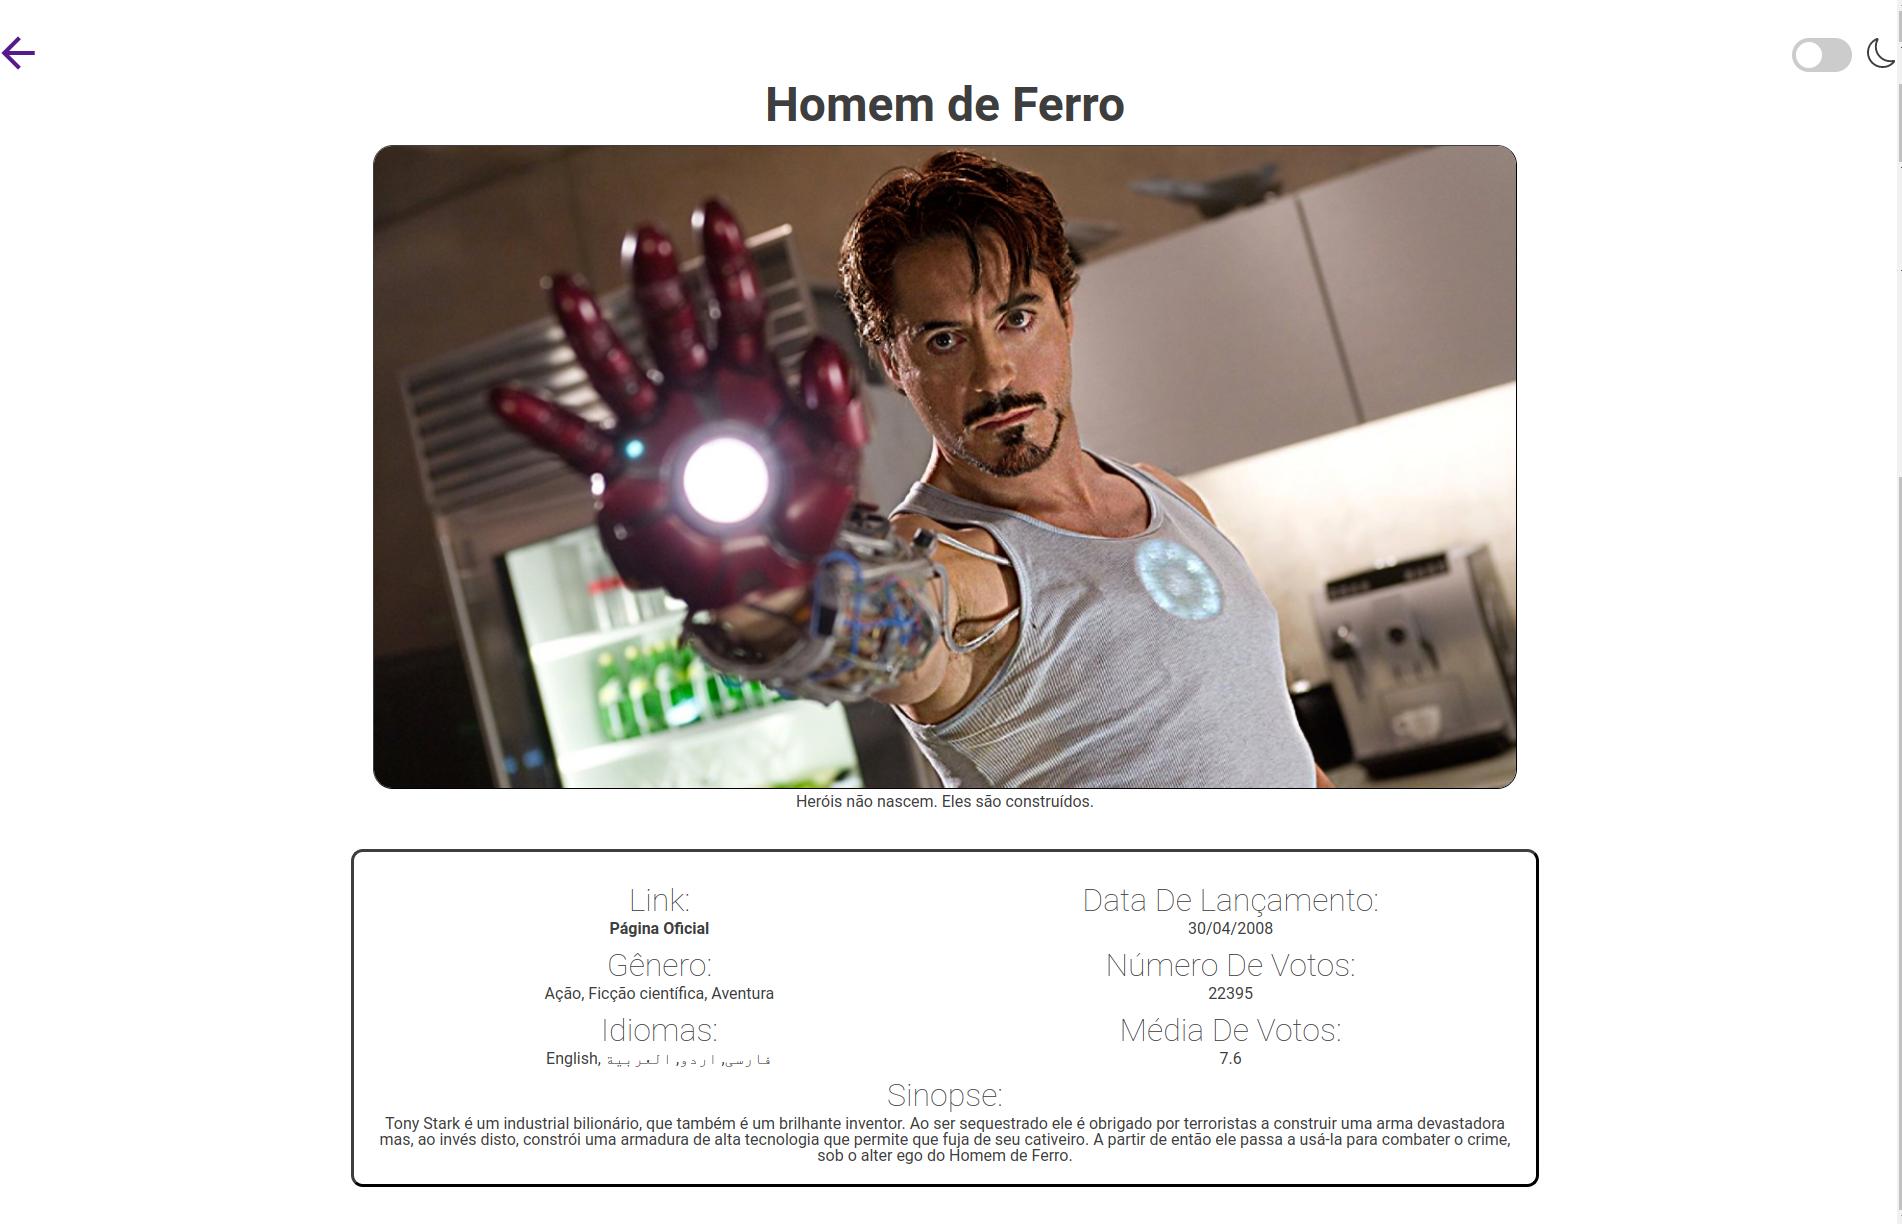 Homem de Ferro
Heróis não nascem. Eles são construídos.
Link:
Página Oficial
Data De Lançamento:
30/04/2008
Gênero:
Ação, Ficção científica, Aventura
Número De Votos:
22395
Idiomas:
English, فارسی, اردو, العربية
Média De Votos:
7.6
Sinopse:
Tony Stark é um industrial bilionário, que também é um brilhante inventor. Ao ser sequestrado ele é obrigado por terroristas a construir uma arma devastadora
mas, ao invés disto, constrói uma armadura de alta tecnologia que permite que fuja de seu cativeiro. A partir de então ele passa a usá-la para combater o crime,
sob o alter ego do Homem de Ferro.